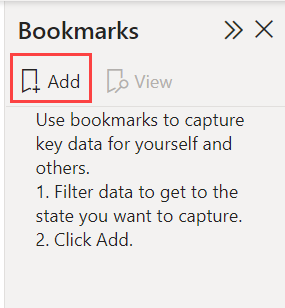 Bookmarks
Add
View
Use bookmarks to capture
key data for yourself and
others.
1. Filter data to get to the
state you want to capture.
2. Click Add.